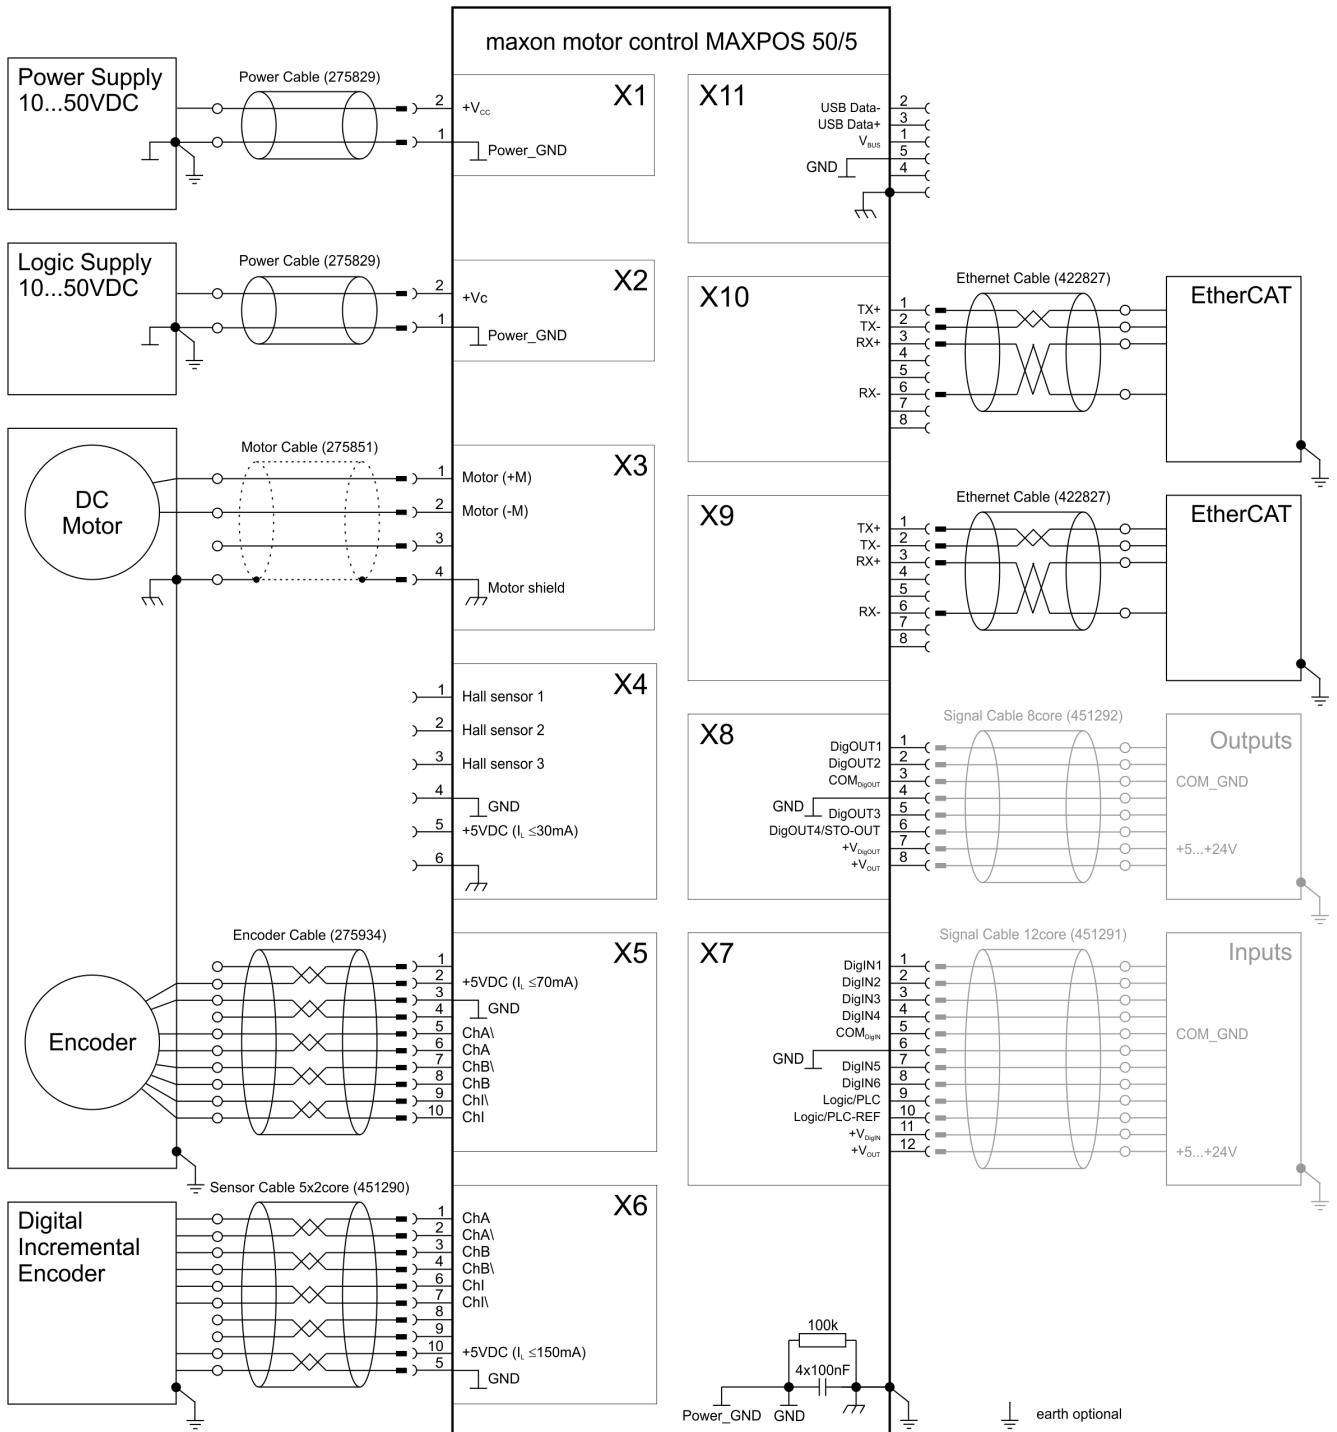 maxon motor control MAXPOS 50/5
Power Supply
10...50VDC
Power Cable (275829)
X1
2
+Vcc
1
Power_GND
Logic Supply
10...50VDC
Power Cable (275829)
X2
2
+Vc
1
Power_GND
DC
Motor
Motor Cable (275851)
X3
1
Motor (+M)
2
Motor (-M)
3
4
Motor shield
X4
1
Hall sensor 1
2
Hall sensor 2
3
Hall sensor 3
4
GND
5
+5VDC (IL ≤30mA)
6
Encoder
Encoder Cable (275934)
X5
1
2
+5VDC (IL ≤70mA)
3
GND
4
5
ChA\
6
ChA
7
ChB\
8
ChB
9
ChI\
10
ChI
Digital
Incremental
Encoder
Sensor Cable 5x2core (451290)
X6
1
ChA
2
ChA\
3
ChB
4
ChB\
6
ChI
7
ChI\
8
9
10
+5VDC (IL ≤150mA)
5
GND
X11
USB Data-
2
USB Data+
3
VBUS
1
5
GND
4
X10
Ethernet Cable (422827)
EtherCAT
TX+
1
TX-
2
RX+
3
4
5
RX-
6
7
8
X9
Ethernet Cable (422827)
EtherCAT
TX+
1
TX-
2
RX+
3
4
5
RX-
6
7
8
X8
Signal Cable 8core (451292)
Outputs
DigOUT1
1
DigOUT2
2
COMDigOUT
3
COM_GND
GND
4
DigOUT3
5
DigOUT4/STO-OUT
6
+VDigOUT
7
+5...+24V
+VOUT
8
X7
Signal Cable 12core (451291)
Inputs
DigIN1
1
DigIN2
2
DigIN3
3
DigIN4
4
COMDigIN
5
COM_GND
GND
6
DigIN5
7
DigIN6
8
Logic/PLC
9
Logic/PLC-REF
10
+VDigIN
11
+VOUT
12
+5...+24V
100k
4x100nF
Power_GND
GND
earth optional